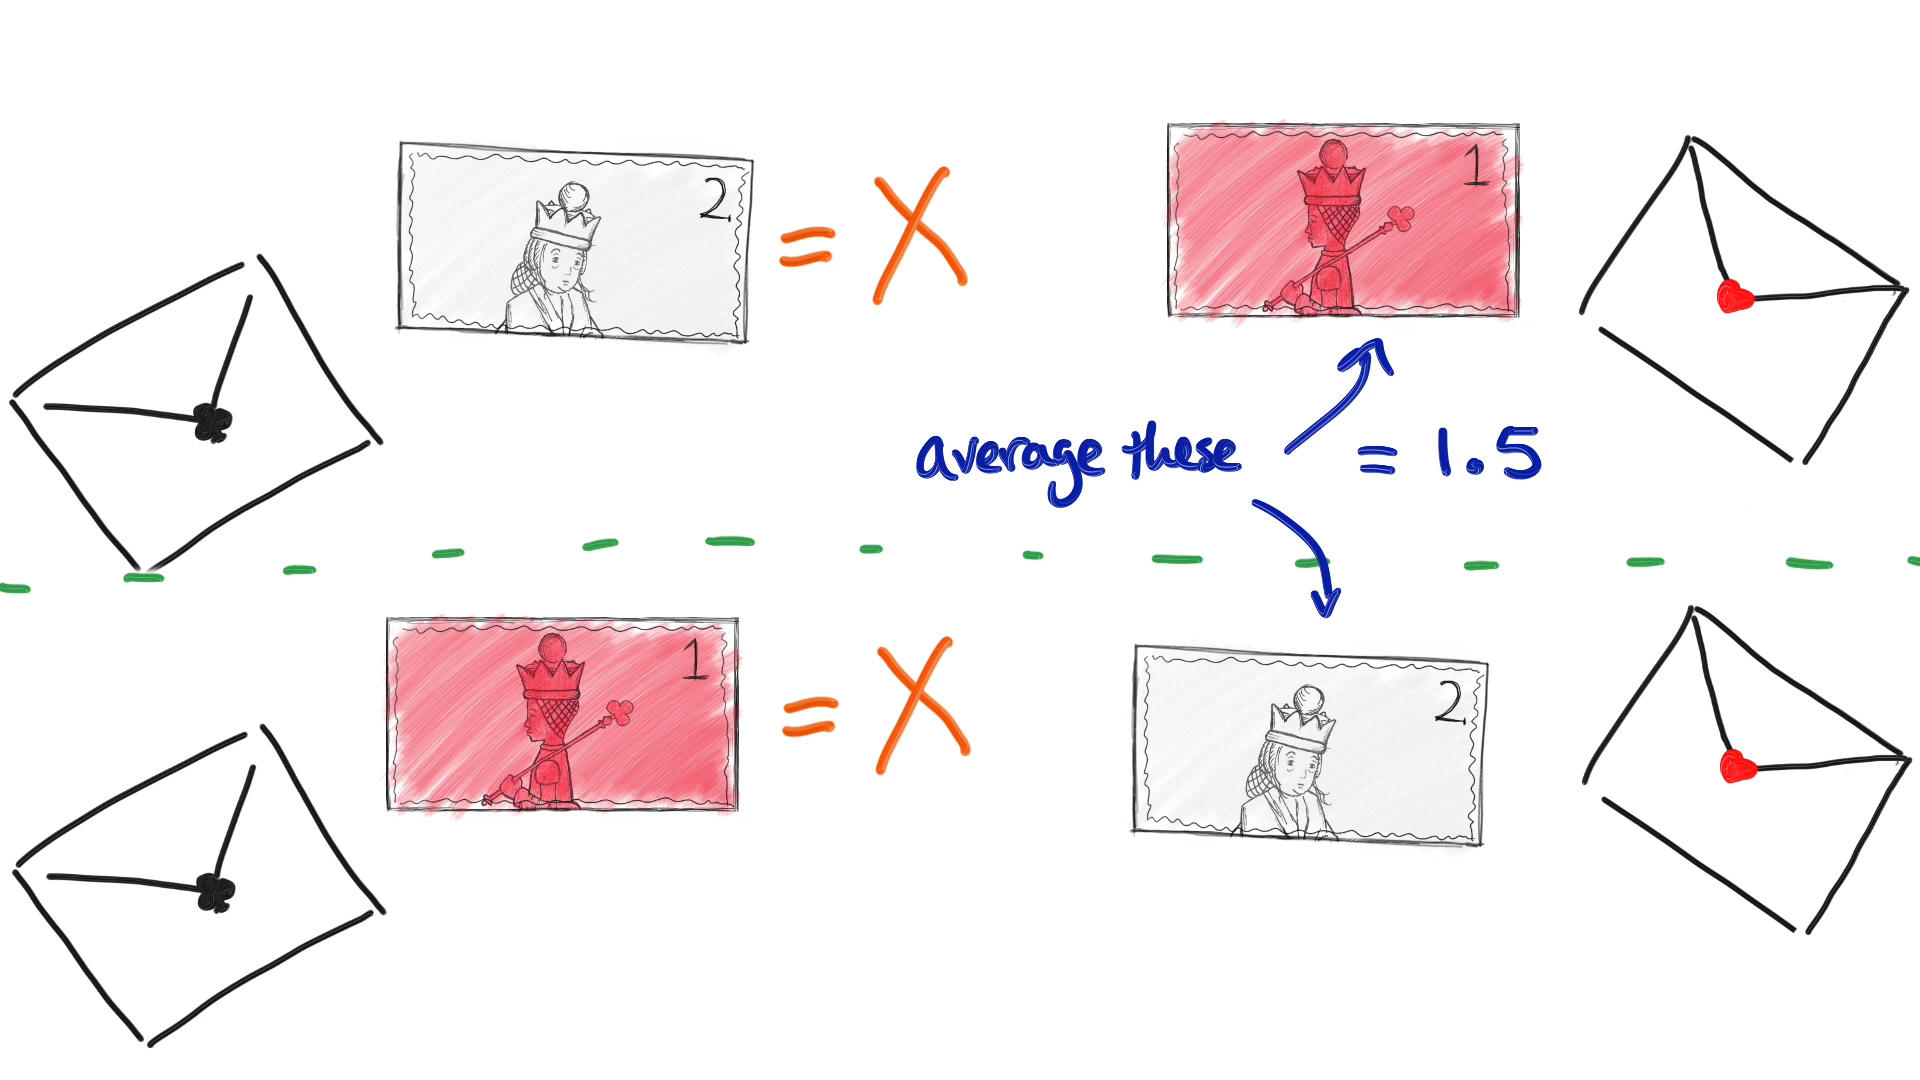 2 = X 1
average these = 1.5
1 = X 2